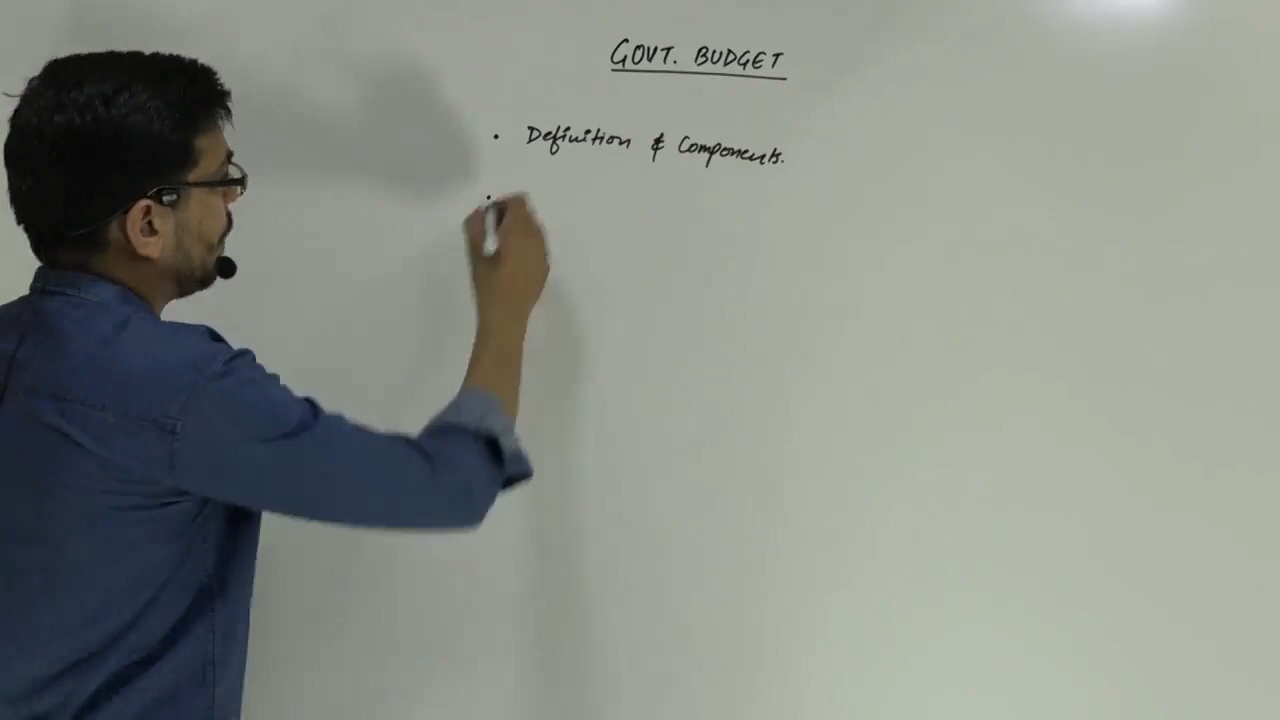 GOVT. BUDGET
• Definition & Components.
•